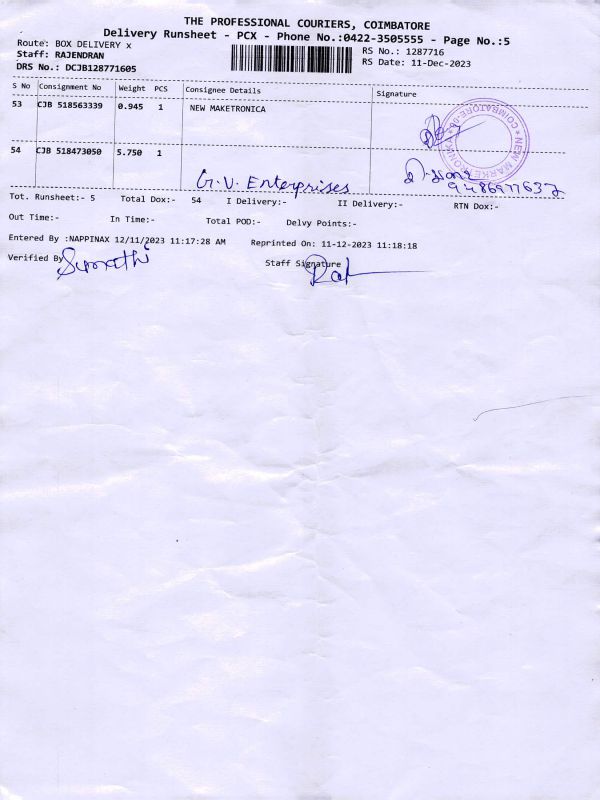 THE PROFESSIONAL COURIERS, COIMBATORE
Delivery Runsheet - PCX - Phone No.:0422-3505555 - Page No.:5
Route: BOX DELIVERY x RS No.: 1287716
Staff: RAJENDRAN RS Date: 11-Dec-2023
DRS No.: DCJB128771605
S No Consignment No Weight PCS Consignee Details Signature
53 CJB 518563339 0.945 1 NEW MAKETRONICA
54 CJB 518473050 5.750 1
G.V. Enterprises
9486977637
Tot. Runsheet:- 5 Total Dox:- 54 I Delivery:- II Delivery:- RTN Dox:-
Out Time:- In Time:- Total POD:- Delvy Points:-
Entered By :NAPPINAX 12/11/2023 11:17:28 AM Reprinted On: 11-12-2023 11:18:18
Verified By Sumathi Staff Signature